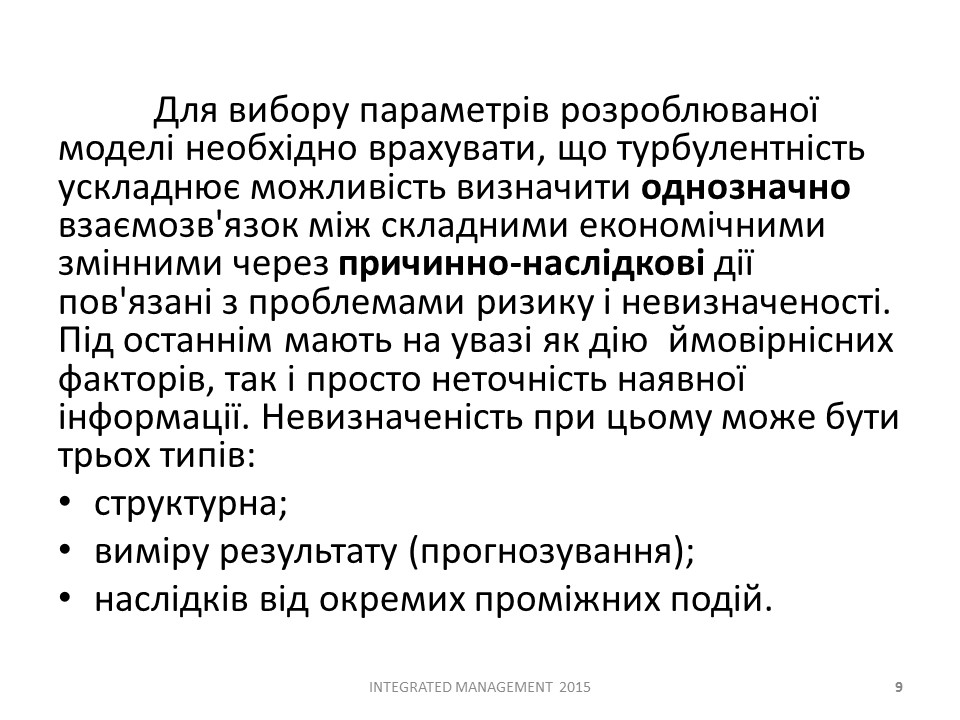 Для вибору параметрів розроблюваної
моделі необхідно врахувати, що турбулентність
ускладнює можливість визначити однозначно
взаємозв'язок між складними економічними
змінними через причинно-наслідкові дії
пов'язані з проблемами ризику і невизначеності.
Під останнім мають на увазі як дію  ймовірнісних
факторів, так і просто неточність наявної
інформації. Невизначеність при цьому може бути
трьох типів:
• структурна;
• виміру результату (прогнозування);
• наслідків від окремих проміжних подій.
INTEGRATED MANAGEMENT 2015
9